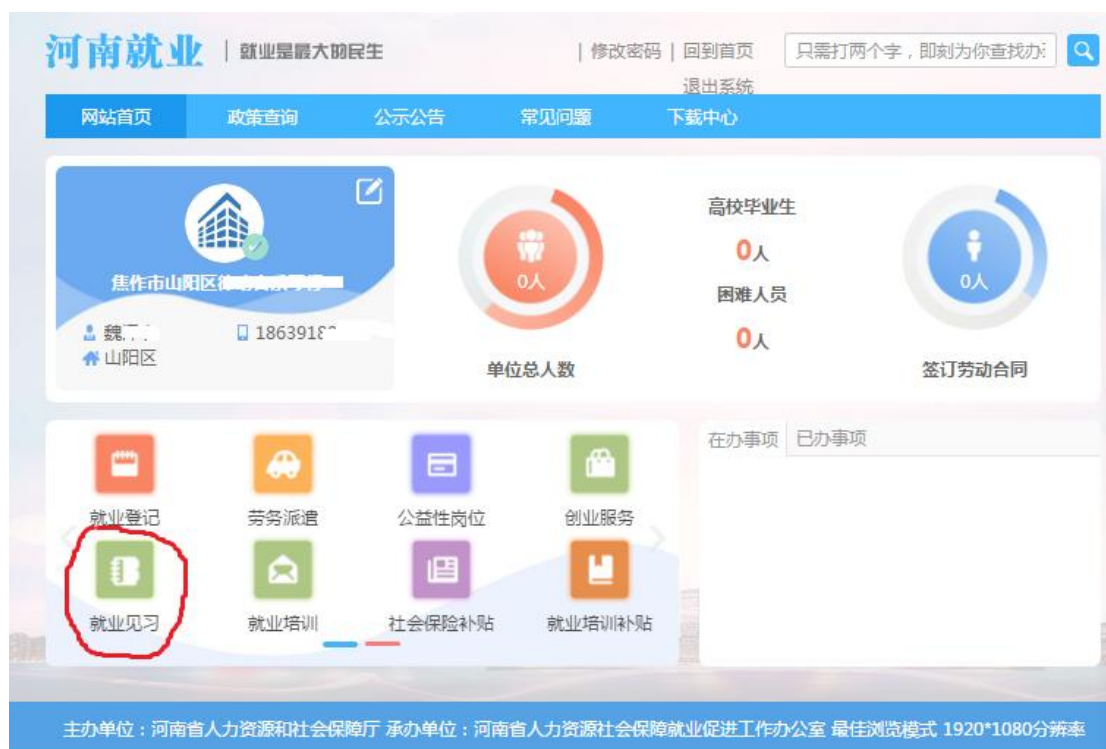 河南就业 就业是最大的民生
修改密码 | 回到首页
只需打两个字，即刻为你查找办
退出系统
网站首页 政策查询 公示公告 常见问题 下载中心
焦作市山阳区
魏
1863918
山阳区
0人
单位总人数
高校毕业生
0人
困难人员
0人
0人
签订劳动合同
就业登记 劳务派遣 公益性岗位 创业服务
就业见习 就业培训 社会保险补贴 就业培训补贴
在办事项 已办事项
主办单位：河南省人力资源和社会保障厅 承办单位：河南省人力资源社会保障就业促进工作办公室 最佳浏览模式 1920*1080分辨率